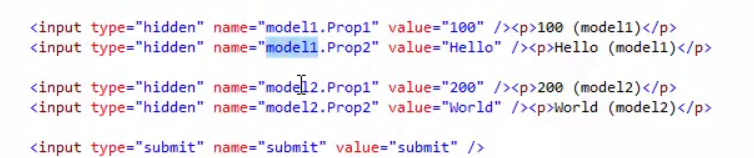 <input type="hidden" name="model1.Prop1" value="100" /><p>100 (model1)</p>
<input type="hidden" name="model1.Prop2" value="Hello" /><p>Hello (model1)</p>
<input type="hidden" name="model2.Prop1" value="200" /><p>200 (model2)</p>
<input type="hidden" name="model2.Prop2" value="World" /><p>World (model2)</p>
<input type="submit" name="submit" value="submit" />